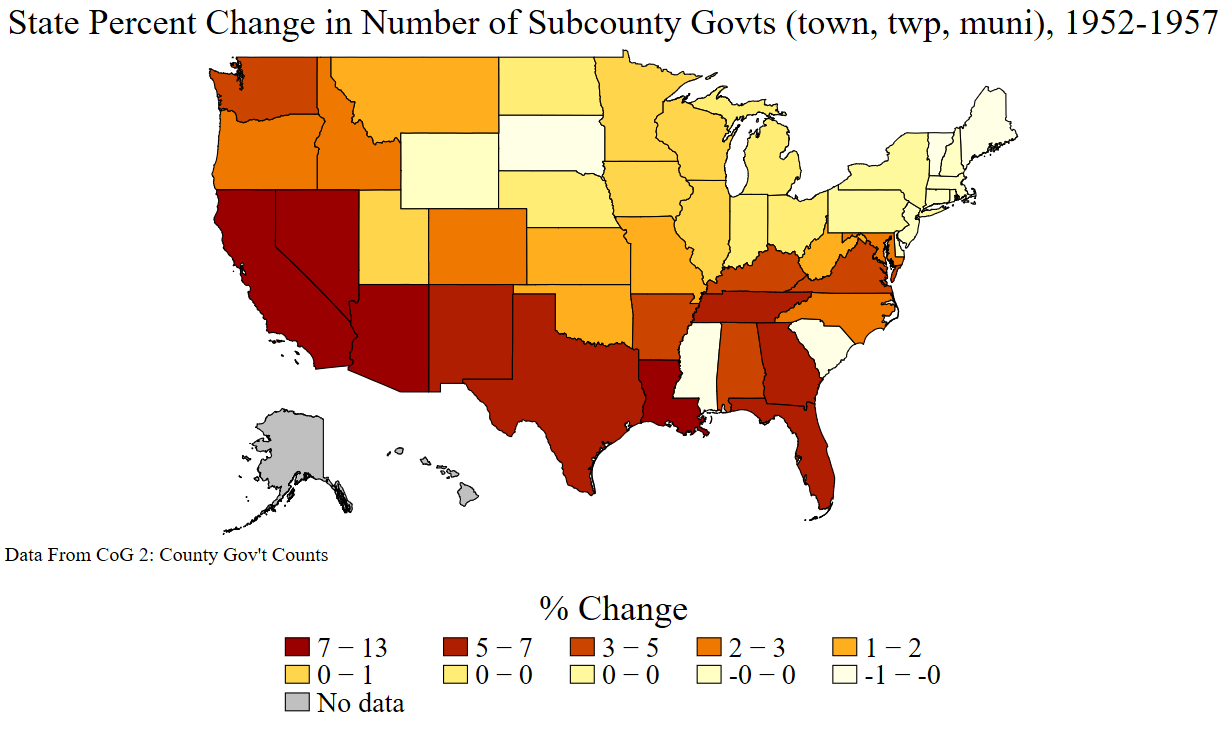 State Percent Change in Number of Subcounty Govts (town, twp, muni), 1952-1957
Data From CoG 2: County Gov't Counts
% Change
7 − 13 5 − 7 3 − 5 2 − 3 1 − 2
0 − 1 0 − 0 0 − 0 -0 − 0 -1 − -0
No data